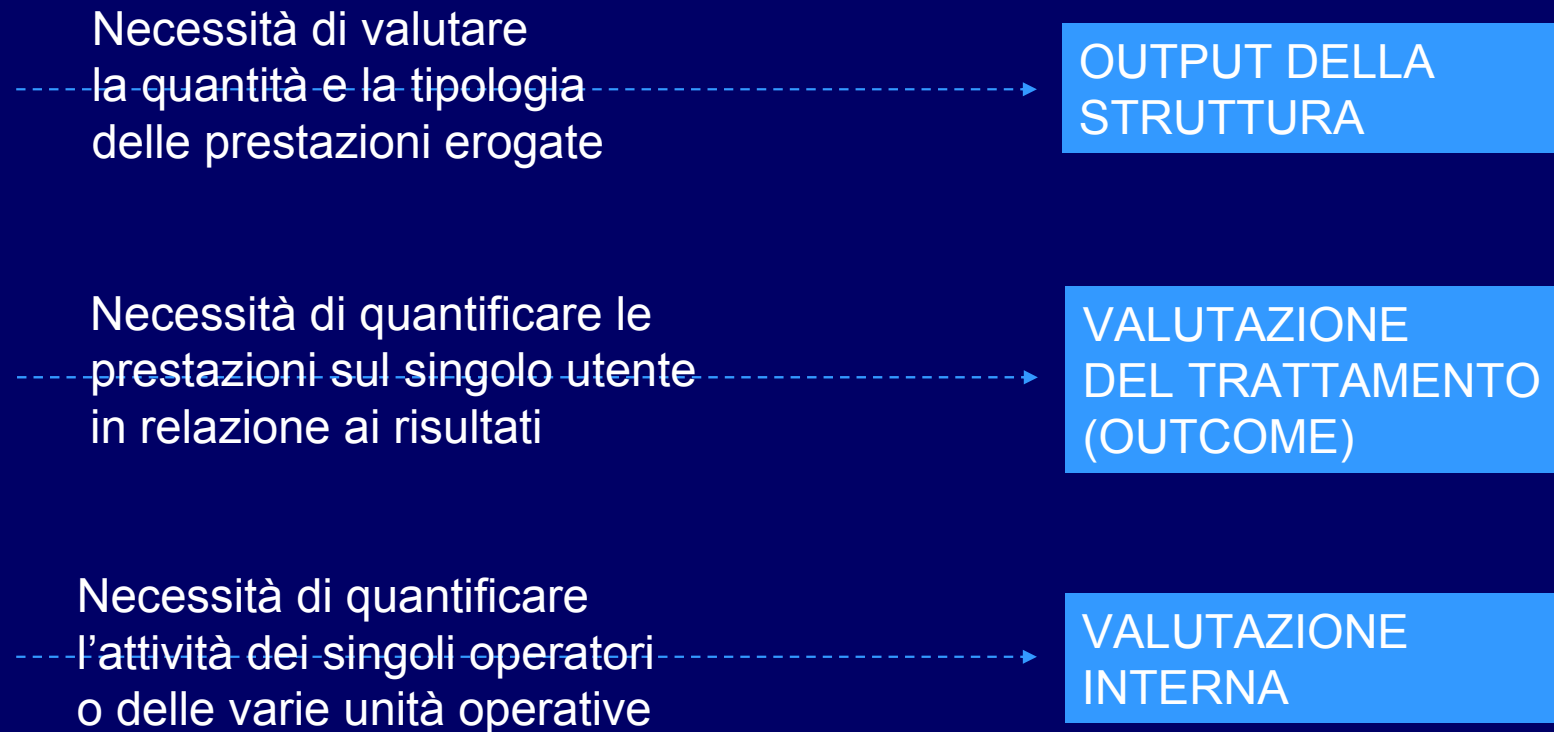 Necessità di valutare
la quantità e la tipologia
delle prestazioni erogate
OUTPUT DELLA
STRUTTURA
Necessità di quantificare le
prestazioni sul singolo utente
in relazione ai risultati
VALUTAZIONE
DEL TRATTAMENTO
(OUTCOME)
Necessità di quantificare
l’attività dei singoli operatori
o delle varie unità operative
VALUTAZIONE
INTERNA